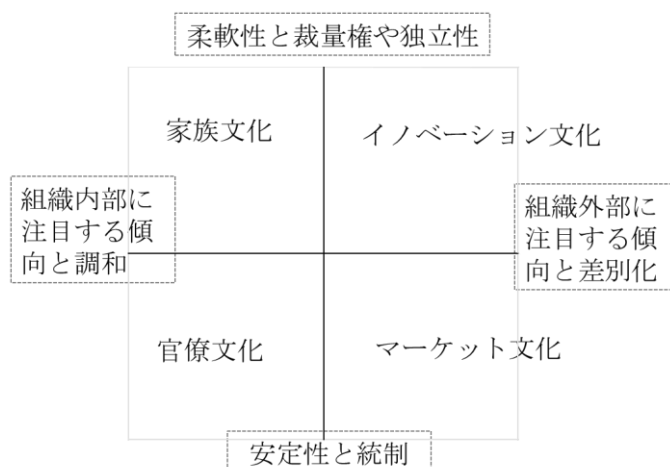 柔軟性と裁量権や独立性
家族文化
イノベーション文化
組織内部に
注目する傾
向と調和
組織外部に
注目する傾
向と差別化
官僚文化
マーケット文化
安定性と統制